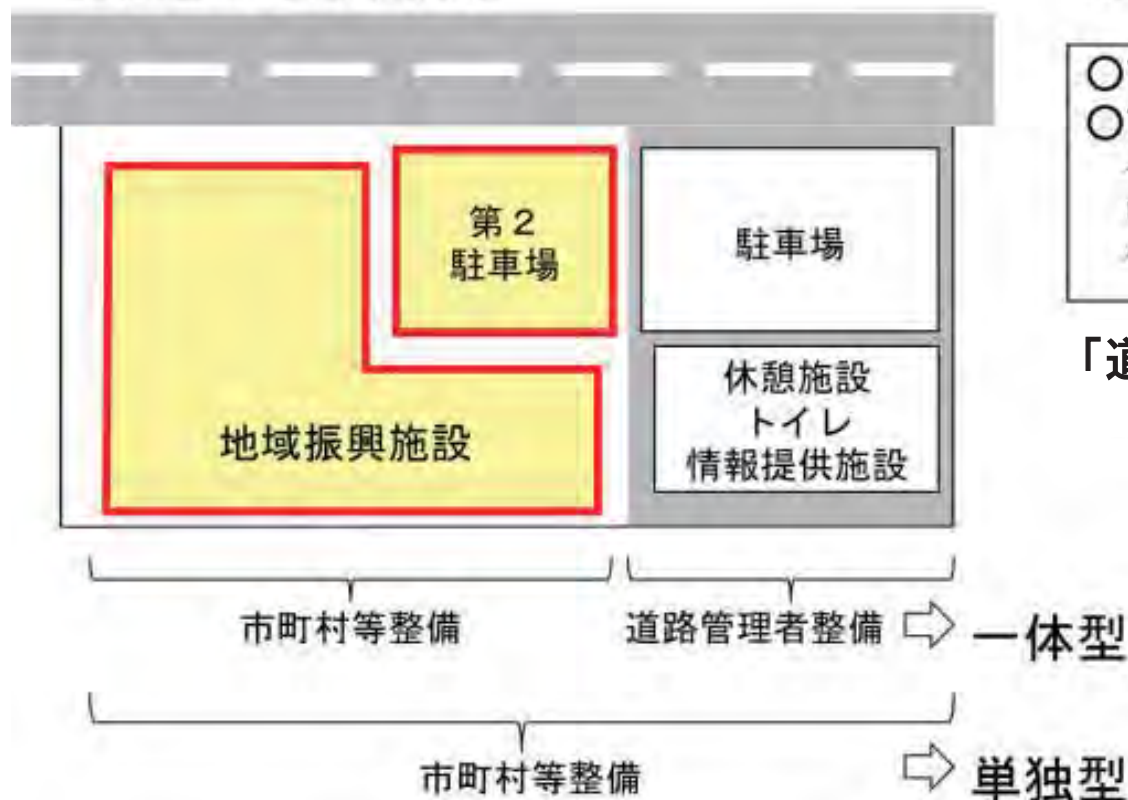 第２
駐車場
駐車場
休憩施設
トイレ
情報提供施設
地域振興施設
市町村等整備
道路管理者整備
一体型
市町村等整備
単独型
「道